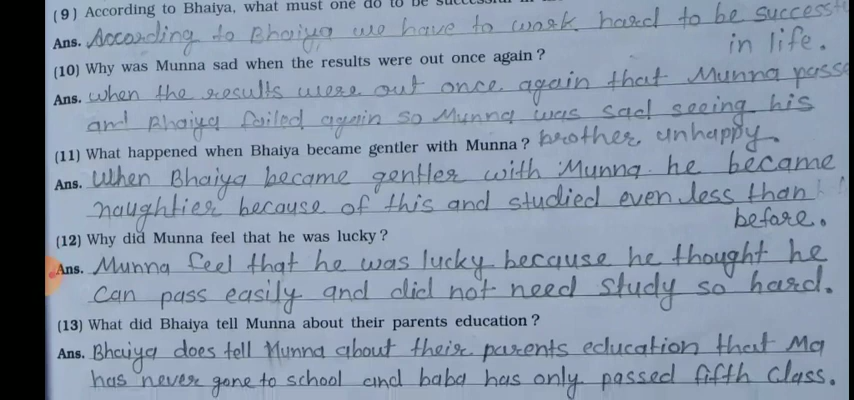 (9) According to Bhaiya, what must one do to be successful in
Ans. According to Bhaiya we have to work hard to be success
in life.
(10) Why was Munna sad when the results were out once again ?
Ans. when the results were out once again that Munna pass
and Bhaiya failed again so Munna was sad seeing his
brother unhappy.
(11) What happened when Bhaiya became gentler with Munna ?
Ans. When Bhaiya became gentler with Munna he became
naughtier because of this and studied even less than
before.
(12) Why did Munna feel that he was lucky ?
Ans. Munna feel that he was lucky because he thought he
can pass easily and did not need study so hard.
(13) What did Bhaiya tell Munna about their parents education ?
Ans. Bhaiya does tell Munna about their parents education that Ma
has never gone to school and baba has only passed fifth class.